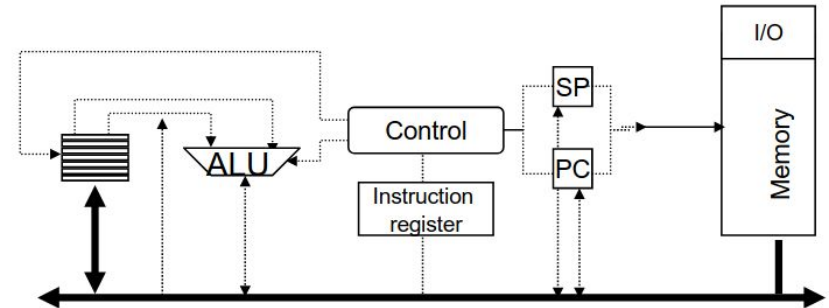 I/O
SP
Control
ALU
PC
Memory
Instruction
register